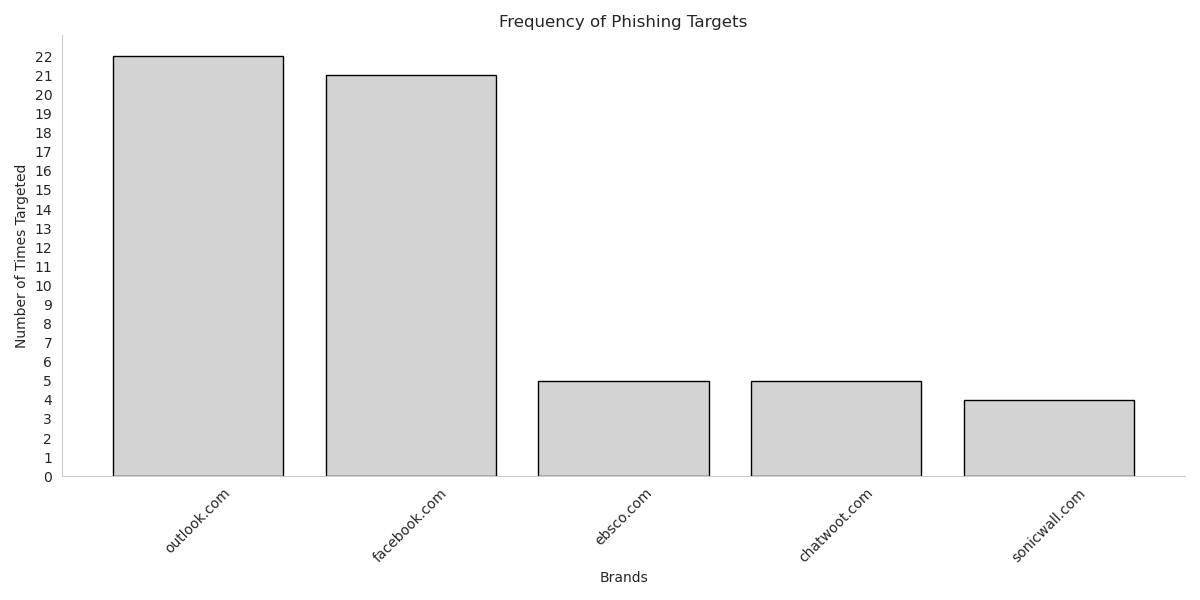 Frequency of Phishing Targets
Number of Times Targeted
22
21
20
19
18
17
16
15
14
13
12
11
10
9
8
7
6
5
4
3
2
1
0
outlook.com
facebook.com
ebsco.com
chatwoot.com
sonicwall.com
Brands